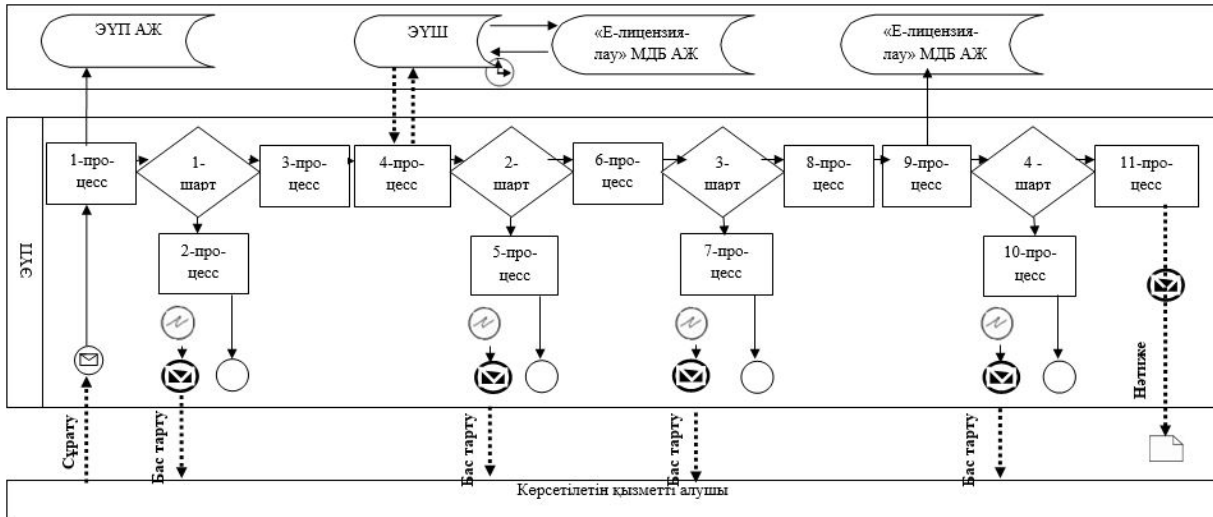 ЭҮП АЖ
ЭҮШ
«Е-лицензия-
лау» МДБ АЖ
«Е-лицензия-
лау» МДБ АЖ
ЭҮП
1-про-
цесс
1-
шарт
3-про-
цесс
4-про-
цесс
2-
шарт
6-про-
цесс
3-
шарт
8-про-
цесс
9-про-
цесс
4 -
шарт
11-про-
цесс
2-про-
цесс
5-про-
цесс
7-про-
цесс
10-про-
цесс
Сұрату
Бас тарту
Бас тарту
Бас тарту
Бас тарту
Нәтиже
Көрсетілетін қызметті алушы